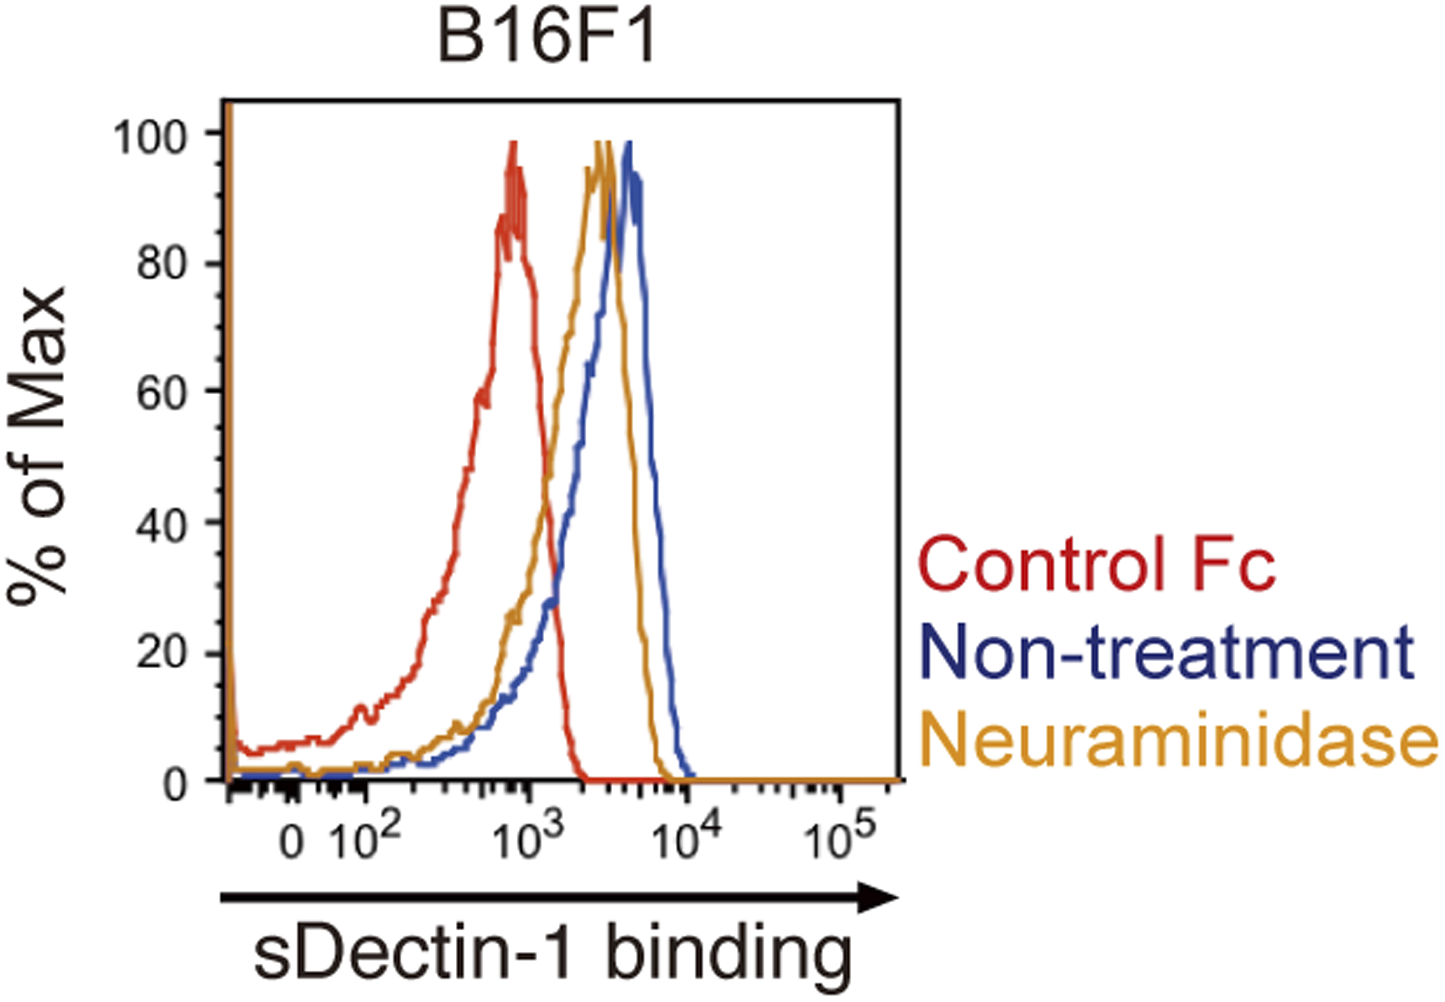 B16F1
% of Max
100
80
60
40
20
0
0 10² 10³ 10⁴ 10⁵
sDectin-1 binding
Control Fc
Non-treatment
Neuraminidase